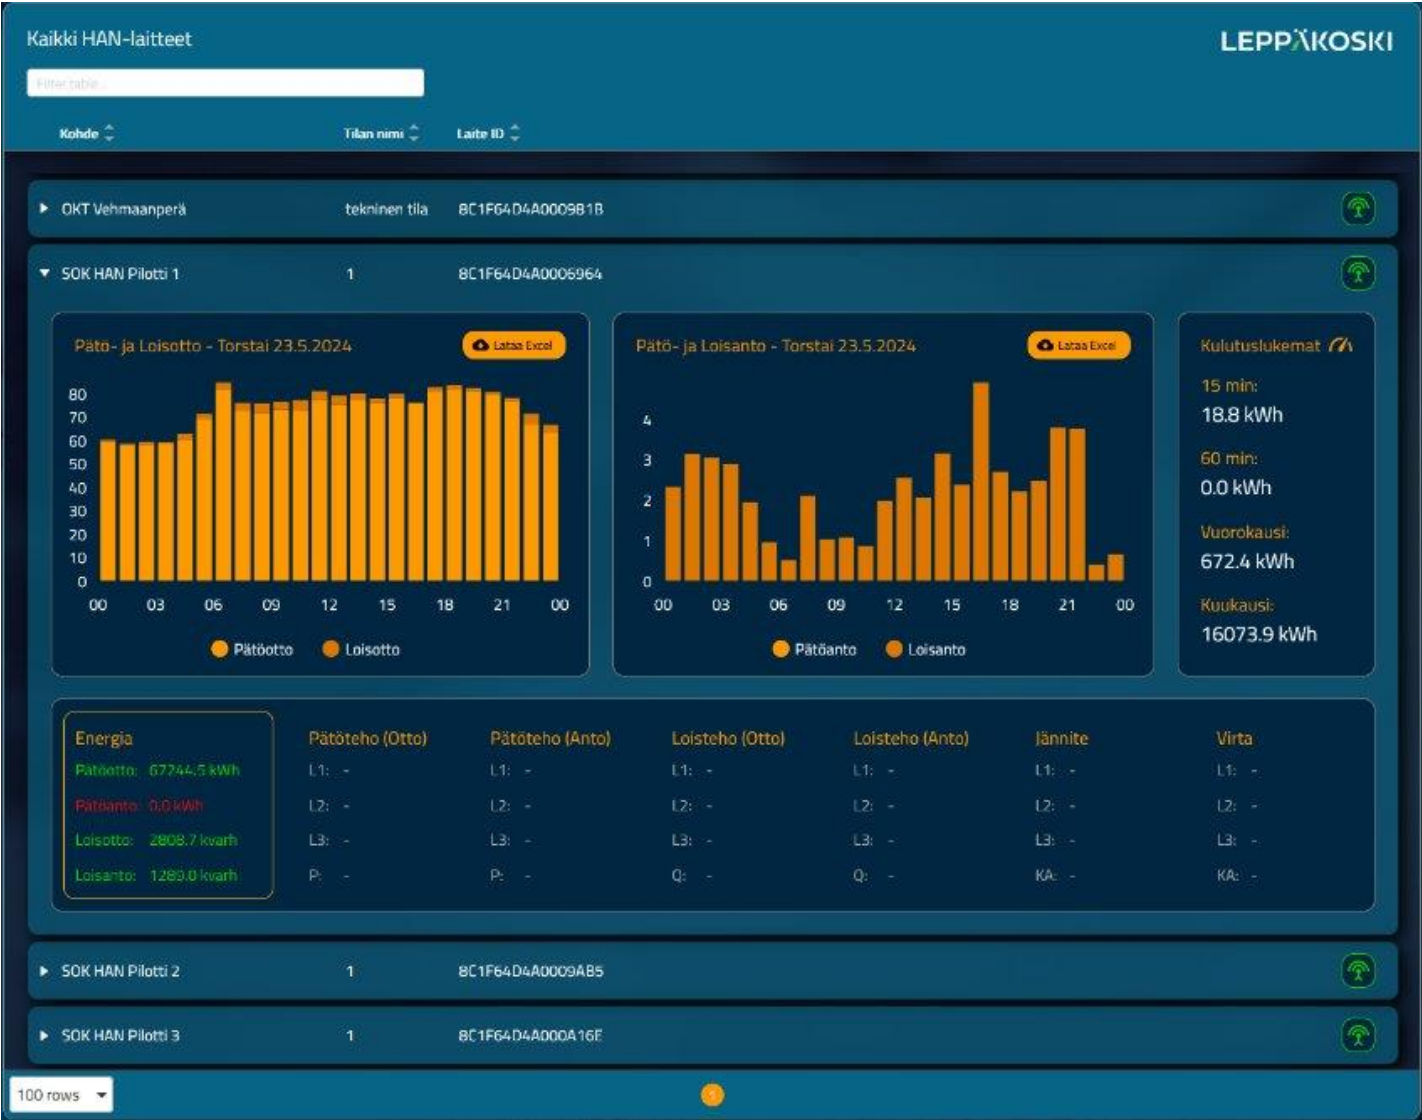 Kaikki HAN-laitteet
LEPPÄKOSKI
Filter table...
Kohde Tilan nimi Laite ID
OKT Vehmaanperä tekninen tila 8C1F64D4A0009B1B
SOK HAN Pilotti 1 1 8C1F64D4A0006964
Pätö- ja Loisotto - Torstai 23.5.2024 Lataa Excel
80
70
60
50
40
30
20
10
0
00 03 06 09 12 15 18 21 00
Pätöotto Loisotto
Pätö- ja Loisanto - Torstai 23.5.2024 Lataa Excel
4
3
2
1
0
00 03 06 09 12 15 18 21 00
Pätöanto Loisanto
Kulutuslukemat
15 min:
18.8 kWh
60 min:
0.0 kWh
Vuorokausi:
672.4 kWh
Kuukausi:
16073.9 kWh
Energia Pätöteho (Otto) Pätöteho (Anto) Loisteho (Otto) Loisteho (Anto) Jännite Virta
Pätöotto: 67244.5 kWh L1: - L1: - L1: - L1: - L1: - L1: -
Pätöanto: 0.0 kWh L2: - L2: - L2: - L2: - L2: - L2: -
Loisotto: 2808.7 kvarh L3: - L3: - L3: - L3: - L3: - L3: -
Loisanto: 1289.0 kvarh P: - P: - Q: - Q: - KA: - KA: -
SOK HAN Pilotti 2 1 8C1F64D4A0009AB5
SOK HAN Pilotti 3 1 8C1F64D4A000A16E
100 rows 1